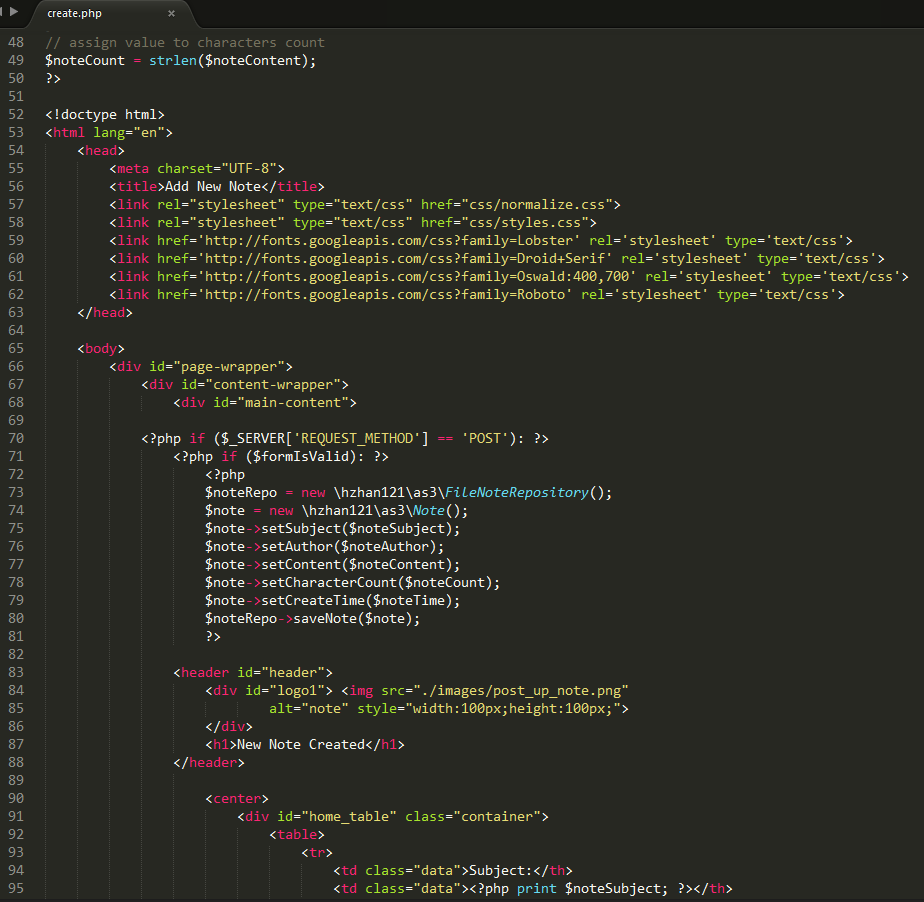 create.php ×
48 // assign value to characters count
49 $noteCount = strlen($noteContent);
50 ?>
51
52 <!doctype html>
53 <html lang="en">
54 <head>
55 <meta charset="UTF-8">
56 <title>Add New Note</title>
57 <link rel="stylesheet" type="text/css" href="css/normalize.css">
58 <link rel="stylesheet" type="text/css" href="css/styles.css">
59 <link href='http://fonts.googleapis.com/css?family=Lobster' rel='stylesheet' type='text/css'>
60 <link href='http://fonts.googleapis.com/css?family=Droid+Serif' rel='stylesheet' type='text/css'>
61 <link href='http://fonts.googleapis.com/css?family=Oswald:400,700' rel='stylesheet' type='text/css'>
62 <link href='http://fonts.googleapis.com/css?family=Roboto' rel='stylesheet' type='text/css'>
63 </head>
64
65 <body>
66 <div id="page-wrapper">
67 <div id="content-wrapper">
68 <div id="main-content">
69
70 <?php if ($_SERVER['REQUEST_METHOD'] == 'POST'): ?>
71 <?php if ($formIsValid): ?>
72 <?php
73 $noteRepo = new \hzhan121\as3\FileNoteRepository();
74 $note = new \hzhan121\as3\Note();
75 $note->setSubject($noteSubject);
76 $note->setAuthor($noteAuthor);
77 $note->setContent($noteContent);
78 $note->setCharacterCount($noteCount);
79 $note->setCreateTime($noteTime);
80 $noteRepo->saveNote($note);
81 ?>
82
83 <header id="header">
84 <div id="logo1"> <img src="./images/post_up_note.png"
85 alt="note" style="width:100px;height:100px;">
86 </div>
87 <h1>New Note Created</h1>
88 </header>
89
90 <center>
91 <div id="home_table" class="container">
92 <table>
93 <tr>
94 <td class="data">Subject:</th>
95 <td class="data"><?php print $noteSubject; ?></th>